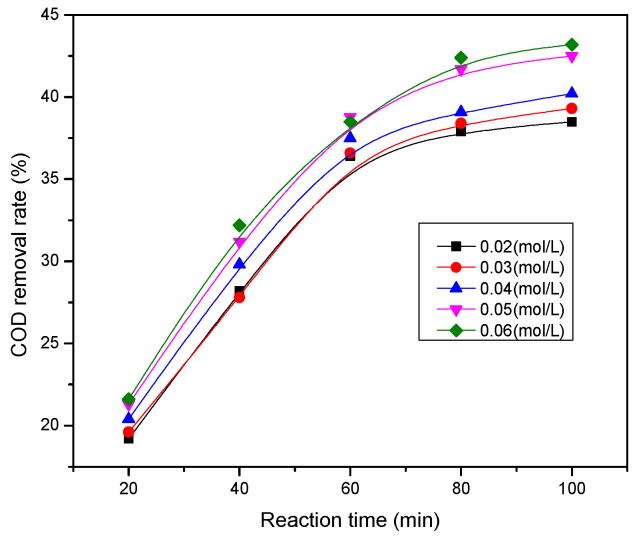 45
40
35
30
25
20
COD removal rate (%)
0.02(mol/L)
0.03(mol/L)
0.04(mol/L)
0.05(mol/L)
0.06(mol/L)
20 40 60 80 100
Reaction time (min)